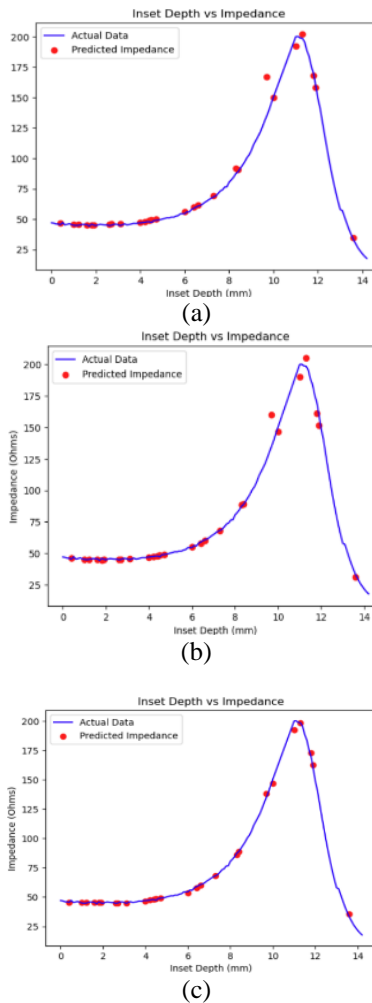 Inset Depth vs Impedance
Actual Data
Predicted Impedance
200
175
150
125
100
75
50
25
0 2 4 6 8 10 12 14
Inset Depth (mm)
(a)
Inset Depth vs Impedance
Actual Data
Predicted Impedance
200
175
150
125
100
75
50
25
Impedance (Ohms)
0 2 4 6 8 10 12 14
Inset Depth (mm)
(b)
Inset Depth vs Impedance
Actual Data
Predicted Impedance
200
175
150
125
100
75
50
25
Impedance (Ohms)
0 2 4 6 8 10 12 14
Inset Depth (mm)
(c)